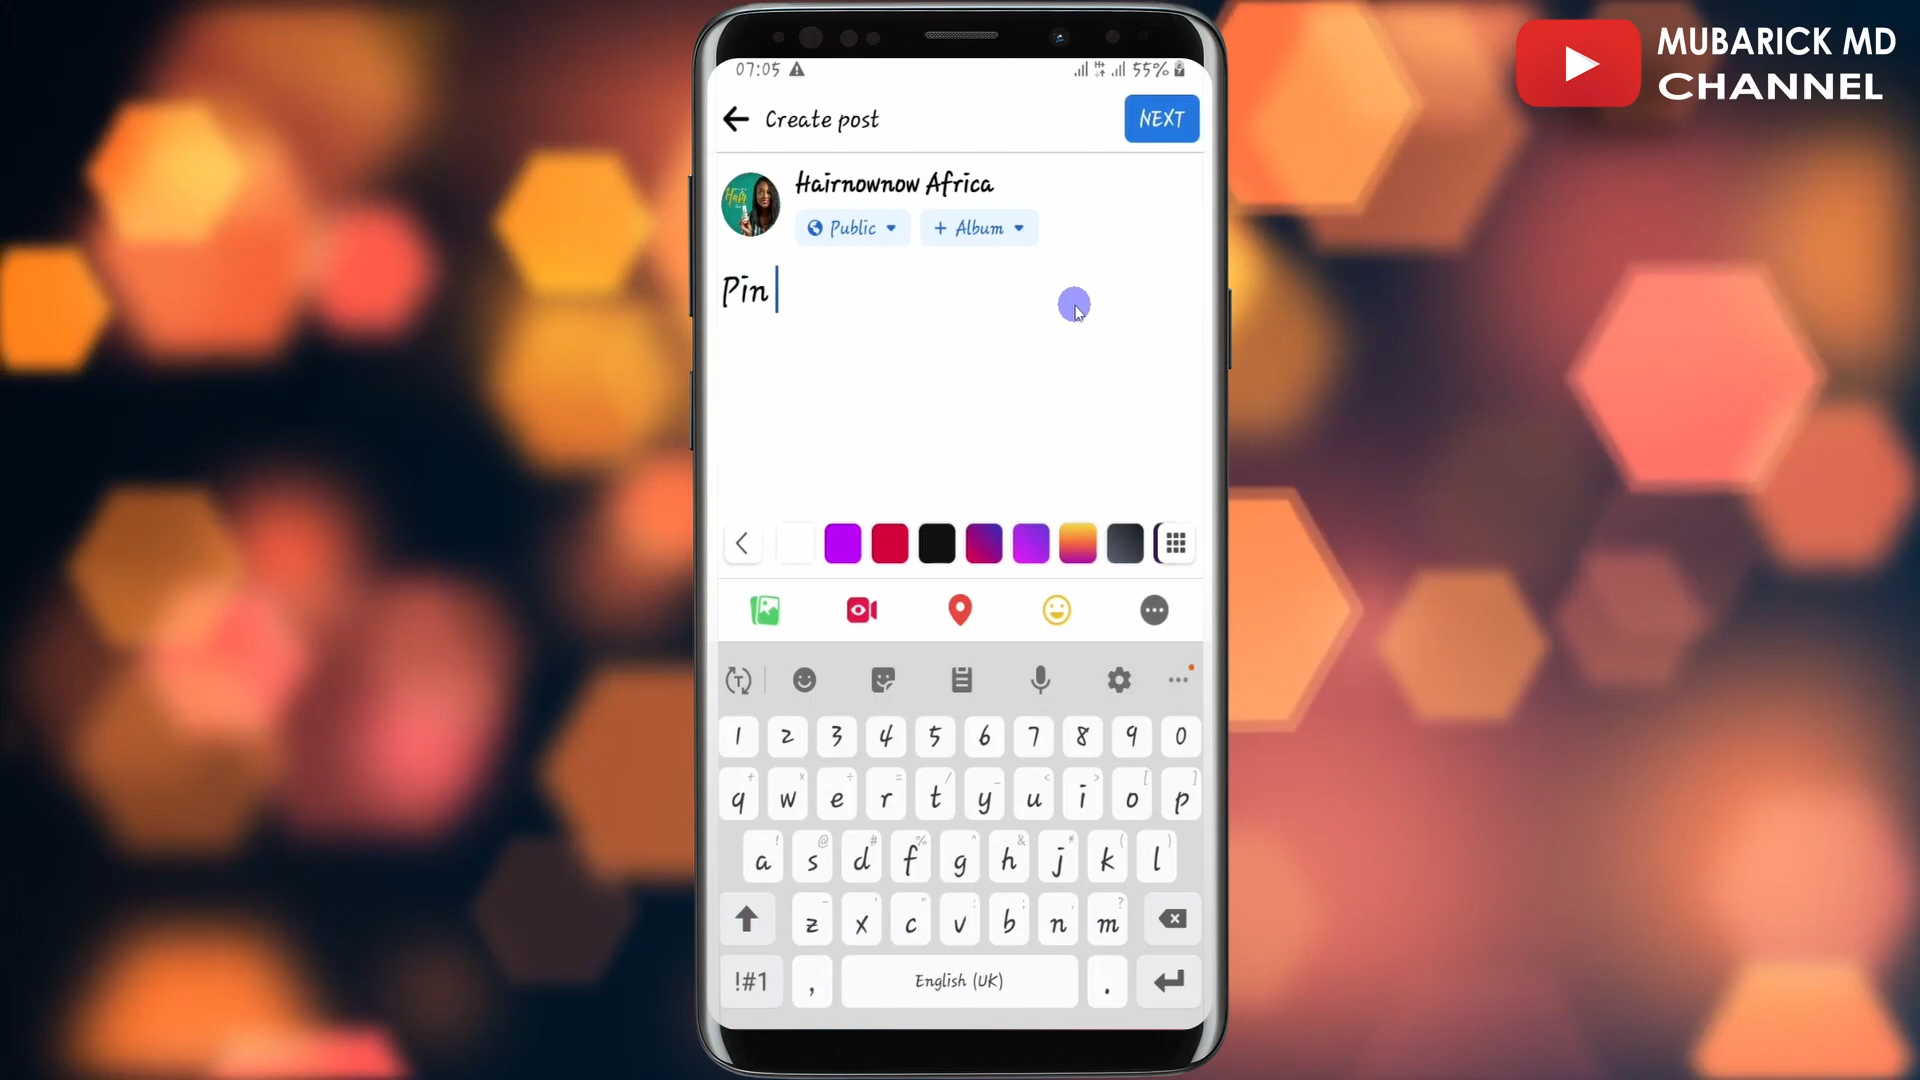 MUBARICK MD
CHANNEL
07:05 55%
Create post NEXT
Hairnownow Africa
Public + Album
Pin
1 2 3 4 5 6 7 8 9 0
q w e r t y u i o p
a s d f g h j k l
z x c v b n m
!#1 , English (UK) .